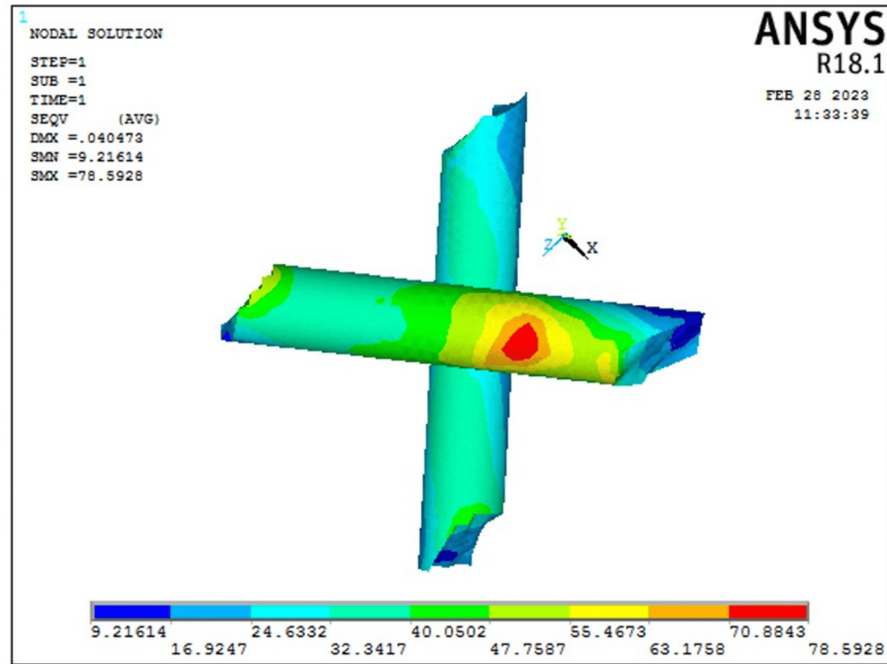 1
NODAL SOLUTION
STEP=1
SUB =1
TIME=1
SEQV (AVG)
DMX =.040473
SMN =9.21614
SMX =78.5928
ANSYS
R18.1
FEB 28 2023
11:33:39
Y
Z X
9.21614 24.6332 40.0502 55.4673 70.8843
16.9247 32.3417 47.7587 63.1758 78.5928